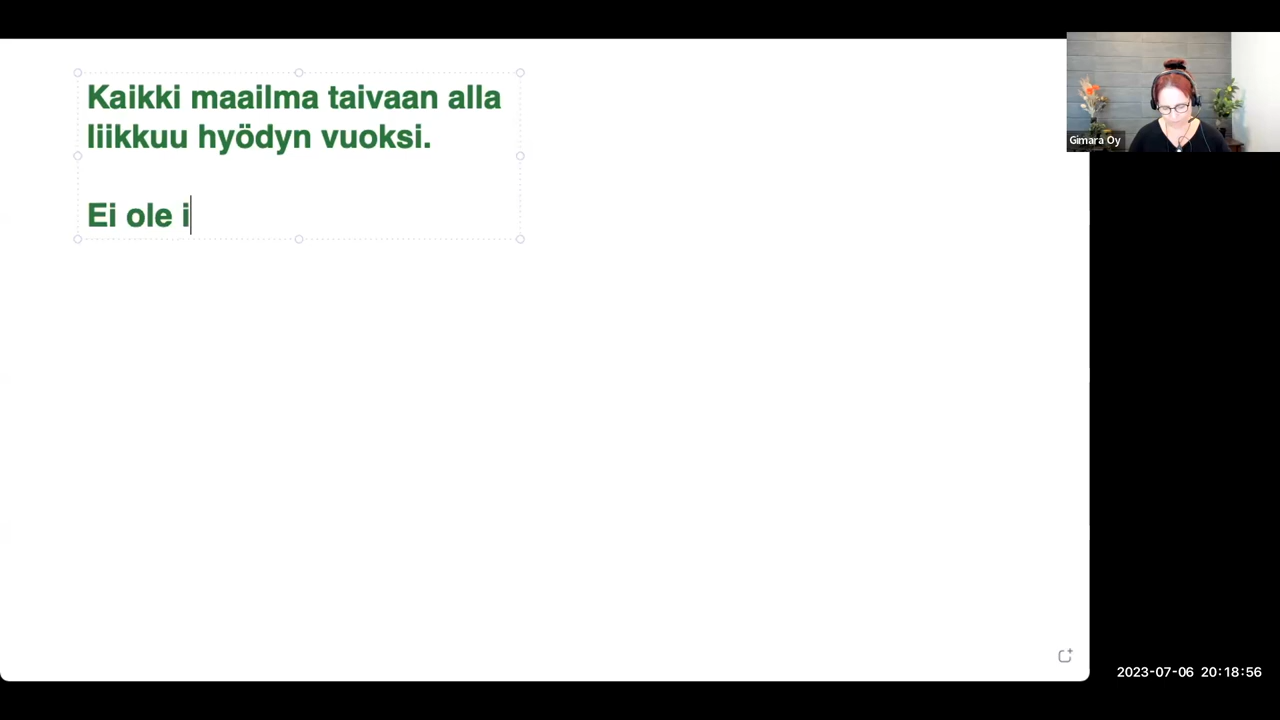 Kaikki maailma taivaan alla
liikkuu hyödyn vuoksi.
Ei ole i
Gimara Oy
2023-07-06 20:18:56